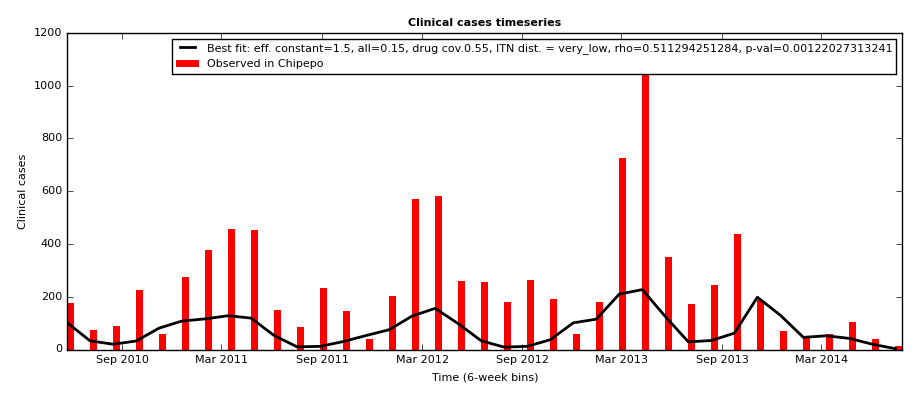 Clinical cases timeseries
Best fit: eff. constant=1.5, all=0.15, drug cov.0.55, ITN dist. = very_low, rho=0.511294251284, p-val=0.00122027313241
Observed in Chipepo
1200
1000
800
600
400
200
0
Clinical cases
Sep 2010 Mar 2011 Sep 2011 Mar 2012 Sep 2012 Mar 2013 Sep 2013 Mar 2014
Time (6-week bins)